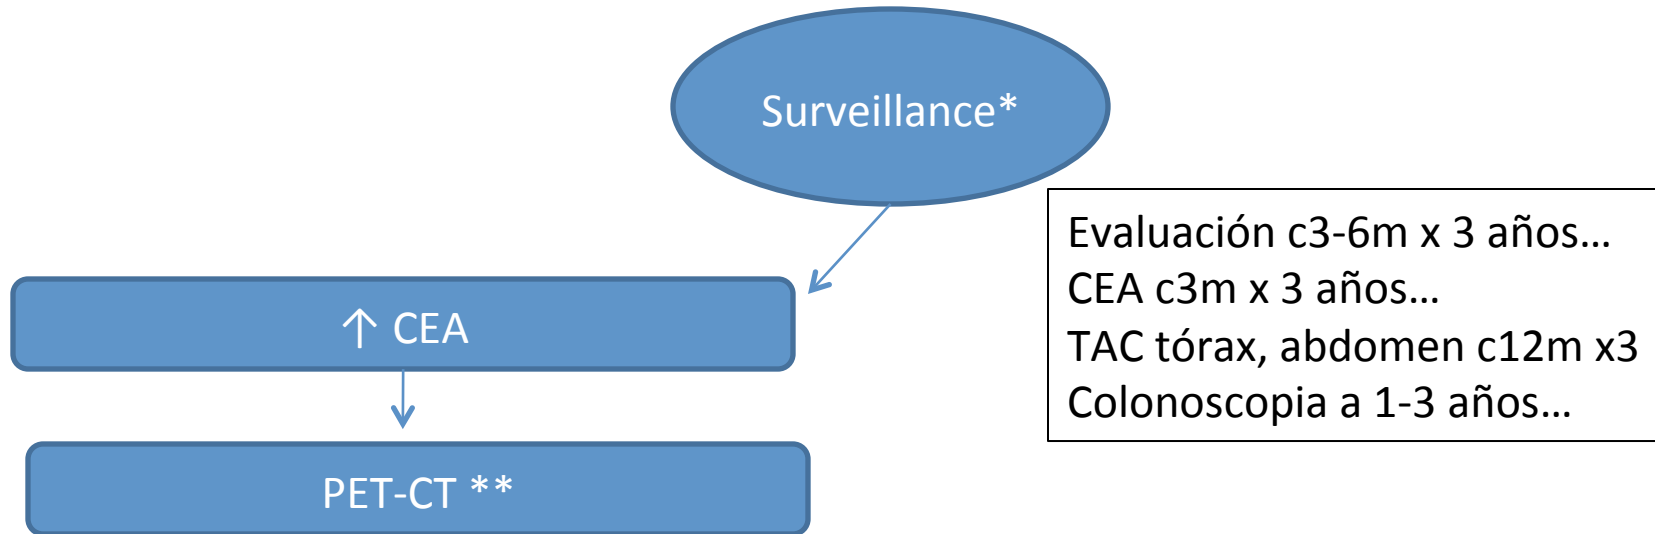 Surveillance*
Evaluación c3-6m x 3 años…
CEA c3m x 3 años…
TAC tórax, abdomen c12m x3
Colonoscopia a 1-3 años…
↑ CEA
PET-CT **